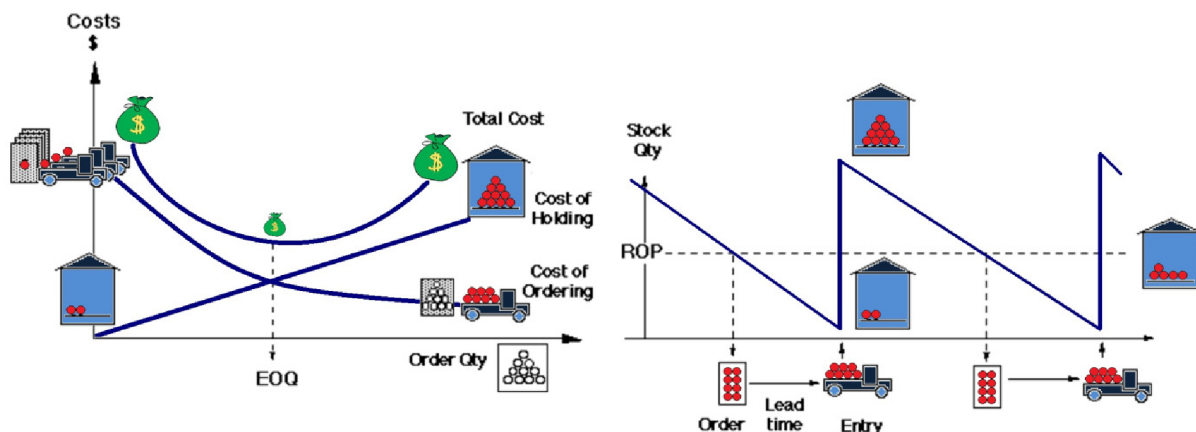 Costs
$
$
$
$
Total Cost
Cost of
Holding
Cost of
Ordering
Order Qty
EOQ
Stock
Qty
ROP
Order
Lead
time
Entry